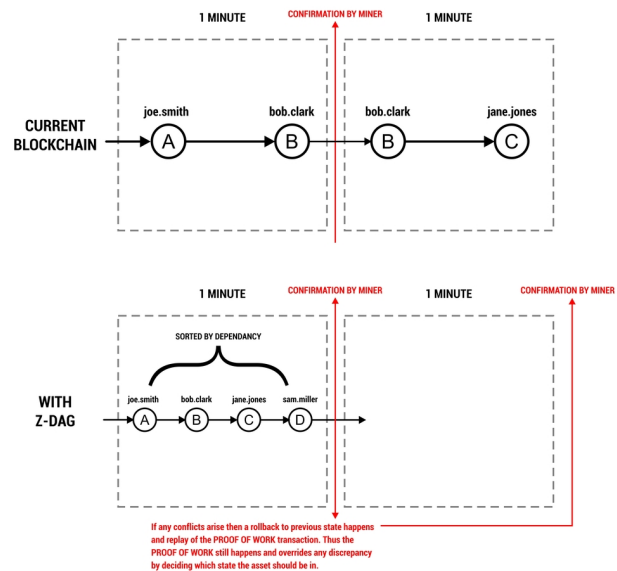 1 MINUTE
CONFIRMATION BY MINER
1 MINUTE
joe.smith
bob.clark
bob.clark
jane.jones
CURRENT
BLOCKCHAIN
A
B
B
C
1 MINUTE
CONFIRMATION BY MINER
1 MINUTE
CONFIRMATION BY MINER
SORTED BY DEPENDANCY
WITH
Z-DAG
joe.smith
bob.clark
jane.jones
sam.miller
A
B
C
D
If any conflicts arise then a rollback to previous state happens
and replay of the PROOF OF WORK transaction. Thus the
PROOF OF WORK still happens and overrides any discrepancy
by deciding which state the asset should be in.